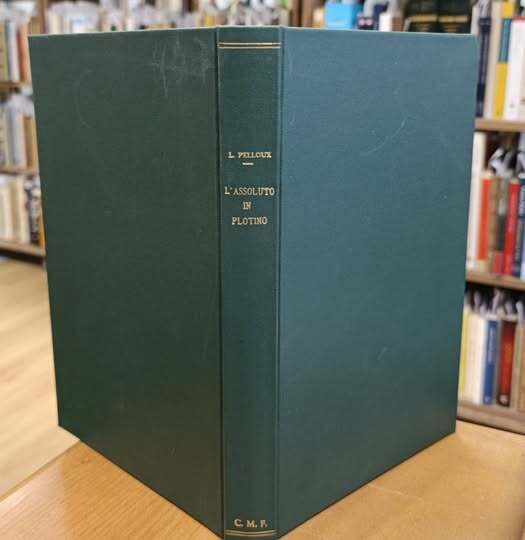 L. PELLOUX
L'ASSOLUTO
IN
PLOTINO
C. M. F.